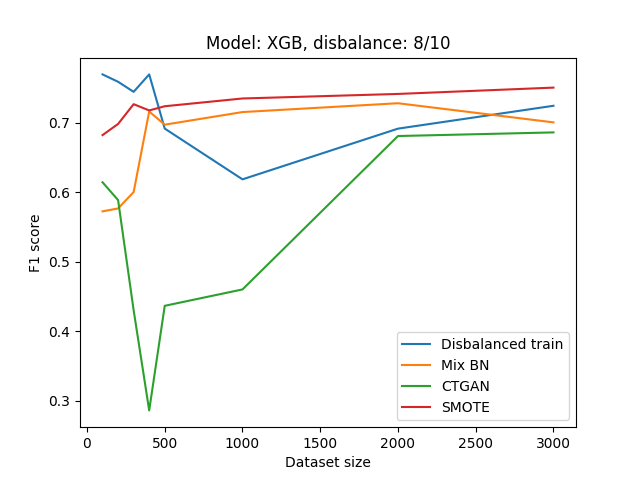 Model: XGB, disbalance: 8/10
F1 score
0.7
0.6
0.5
0.4
0.3
Disbalanced train
Mix BN
CTGAN
SMOTE
0 500 1000 1500 2000 2500 3000
Dataset size